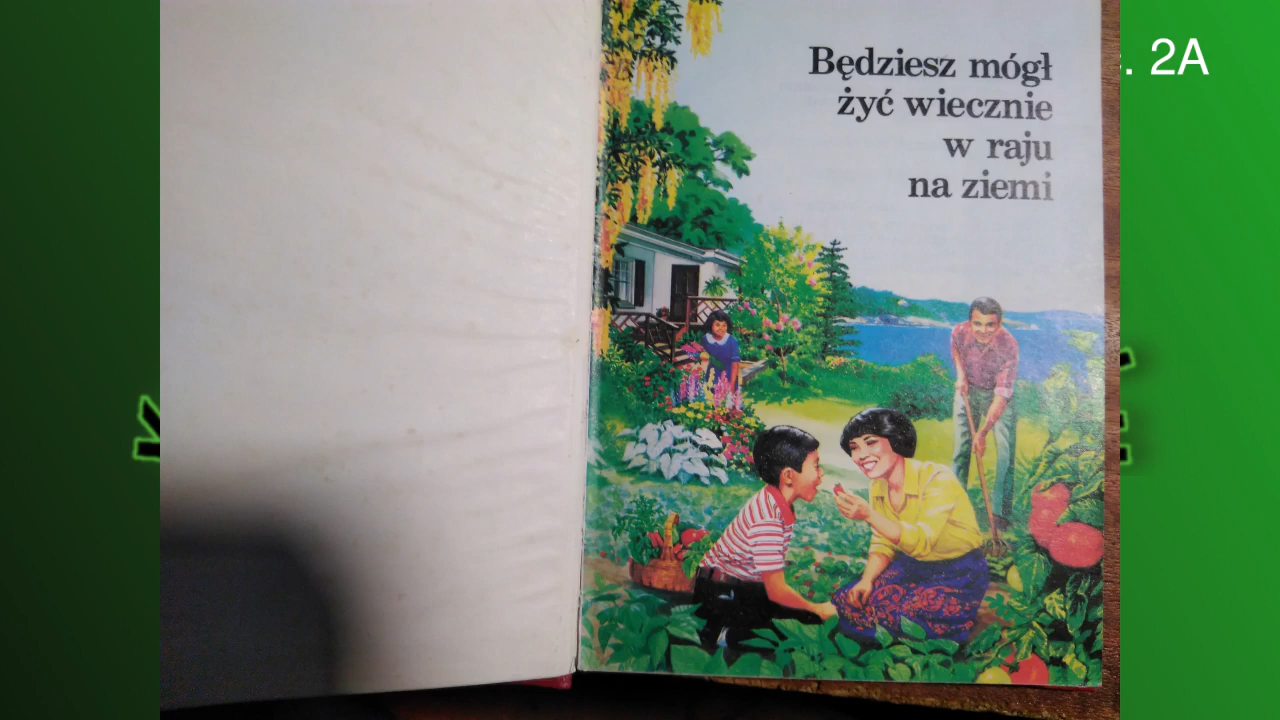 Będziesz mógł
żyć wiecznie
w raju
na ziemi
. 2A